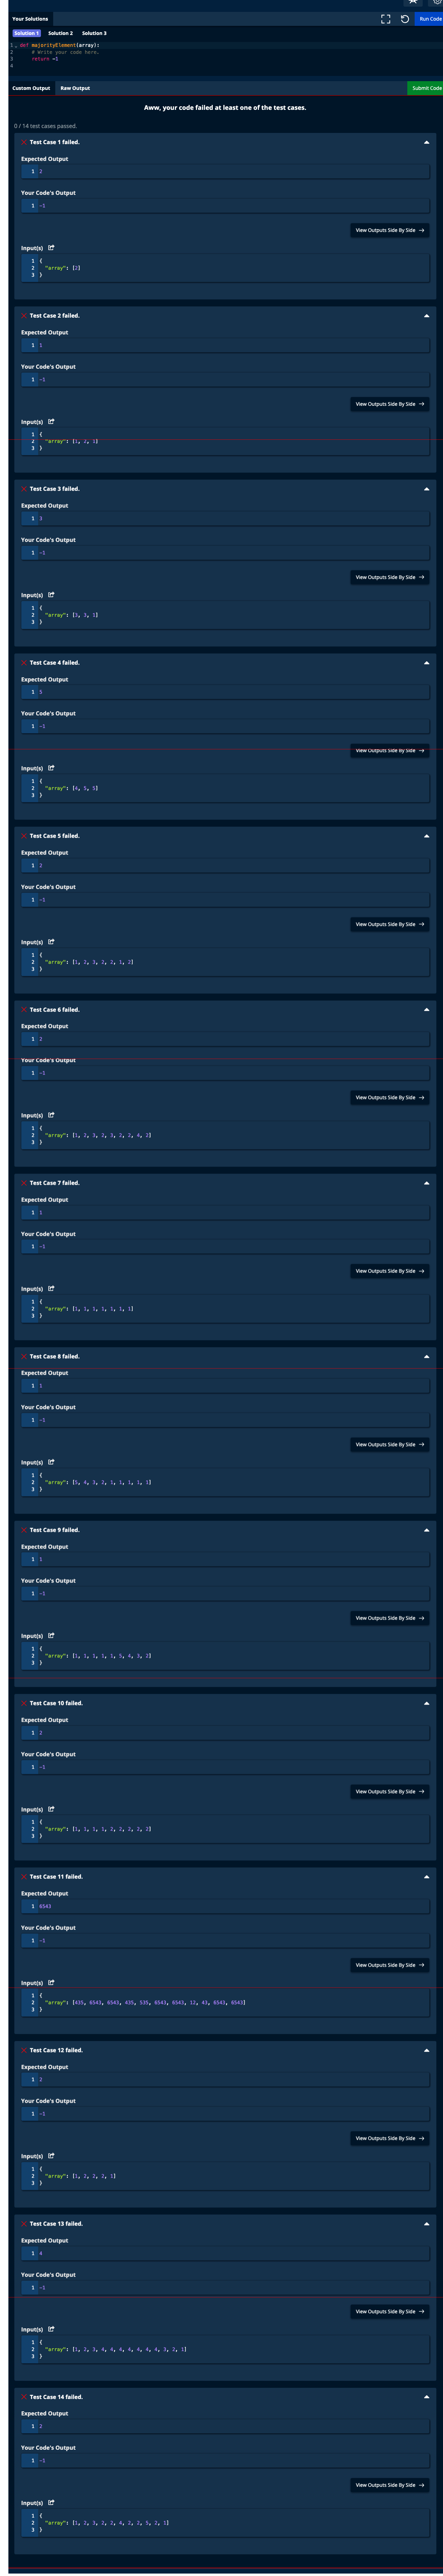 Your Solutions
Run Code
Solution 1 Solution 2 Solution 3
1 def majorityElement(array):
2 # Write your code here.
3 return -1
4
Custom Output Raw Output Submit Code
Aww, your code failed at least one of the test cases.
0 / 14 test cases passed.
Test Case 1 failed.
Expected Output
1 2
Your Code's Output
1 -1
View Outputs Side By Side
Input(s)
1 {
2 "array": [2]
3 }
Test Case 2 failed.
Expected Output
1 1
Your Code's Output
1 -1
View Outputs Side By Side
Input(s)
1 {
2 "array": [1, 2, 1]
3 }
Test Case 3 failed.
Expected Output
1 3
Your Code's Output
1 -1
View Outputs Side By Side
Input(s)
1 {
2 "array": [3, 3, 1]
3 }
Test Case 4 failed.
Expected Output
1 5
Your Code's Output
1 -1
View Outputs Side By Side
Input(s)
1 {
2 "array": [4, 5, 5]
3 }
Test Case 5 failed.
Expected Output
1 2
Your Code's Output
1 -1
View Outputs Side By Side
Input(s)
1 {
2 "array": [1, 2, 3, 2, 2, 1, 2]
3 }
Test Case 6 failed.
Expected Output
1 2
Your Code's Output
1 -1
View Outputs Side By Side
Input(s)
1 {
2 "array": [1, 2, 3, 2, 3, 2, 2, 4, 2]
3 }
Test Case 7 failed.
Expected Output
1 1
Your Code's Output
1 -1
View Outputs Side By Side
Input(s)
1 {
2 "array": [1, 1, 1, 1, 1, 1, 1]
3 }
Test Case 8 failed.
Expected Output
1 1
Your Code's Output
1 -1
View Outputs Side By Side
Input(s)
1 {
2 "array": [5, 4, 3, 2, 1, 1, 1, 1, 1]
3 }
Test Case 9 failed.
Expected Output
1 1
Your Code's Output
1 -1
View Outputs Side By Side
Input(s)
1 {
2 "array": [1, 1, 1, 1, 1, 5, 4, 3, 2]
3 }
Test Case 10 failed.
Expected Output
1 2
Your Code's Output
1 -1
View Outputs Side By Side
Input(s)
1 {
2 "array": [1, 1, 1, 1, 2, 2, 2, 2, 2]
3 }
Test Case 11 failed.
Expected Output
1 6543
Your Code's Output
1 -1
View Outputs Side By Side
Input(s)
1 {
2 "array": [435, 6543, 6543, 435, 535, 6543, 6543, 12, 43, 6543, 6543]
3 }
Test Case 12 failed.
Expected Output
1 2
Your Code's Output
1 -1
View Outputs Side By Side
Input(s)
1 {
2 "array": [1, 2, 2, 2, 1]
3 }
Test Case 13 failed.
Expected Output
1 4
Your Code's Output
1 -1
View Outputs Side By Side
Input(s)
1 {
2 "array": [1, 2, 3, 4, 4, 4, 4, 4, 4, 4, 3, 2, 1]
3 }
Test Case 14 failed.
Expected Output
1 2
Your Code's Output
1 -1
View Outputs Side By Side
Input(s)
1 {
2 "array": [1, 2, 3, 2, 2, 4, 2, 2, 5, 2, 1]
3 }